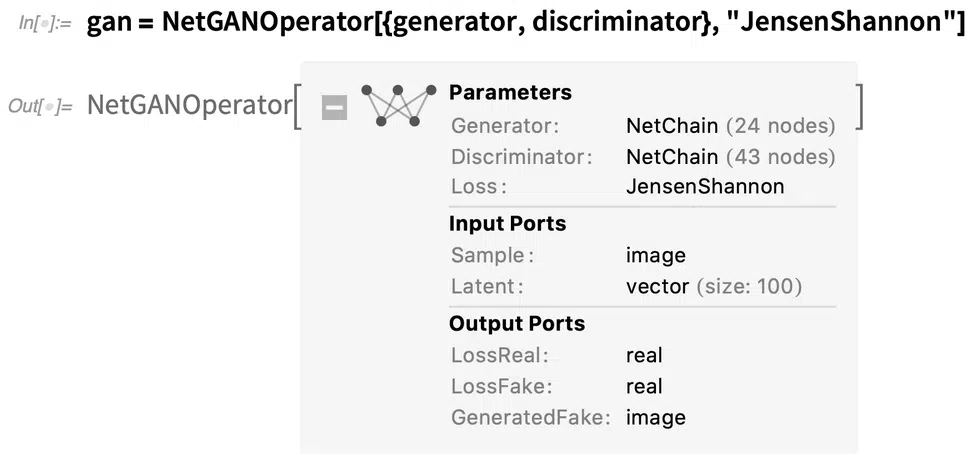 In[•]:= gan = NetGANOperator[{generator, discriminator}, "JensenShannon"]
Out[•]= NetGANOperator[
Parameters
Generator: NetChain (24 nodes)
Discriminator: NetChain (43 nodes)
Loss: JensenShannon
Input Ports
Sample: image
Latent: vector (size: 100)
Output Ports
LossReal: real
LossFake: real
GeneratedFake: image
]